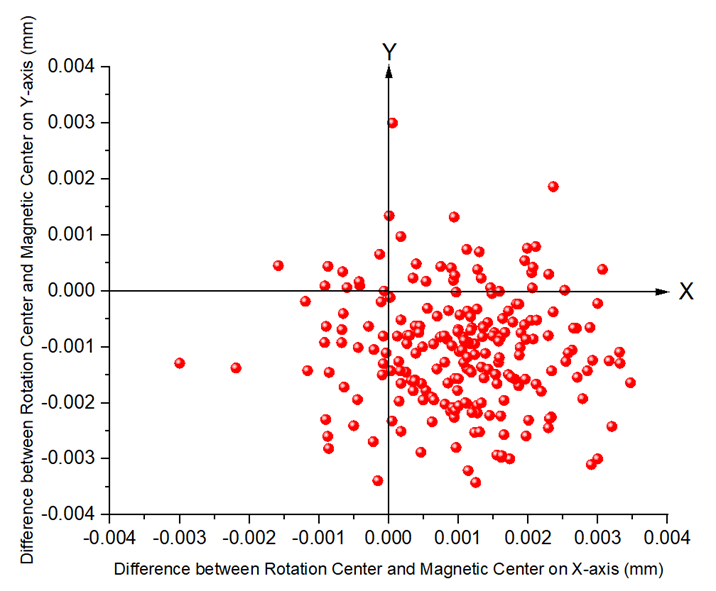 Difference between Rotation Center and Magnetic Center on Y-axis (mm)
Y
0.004
0.003
0.002
0.001
0.000
-0.001
-0.002
-0.003
-0.004
X
-0.004 -0.003 -0.002 -0.001 0.000 0.001 0.002 0.003 0.004
Difference between Rotation Center and Magnetic Center on X-axis (mm)